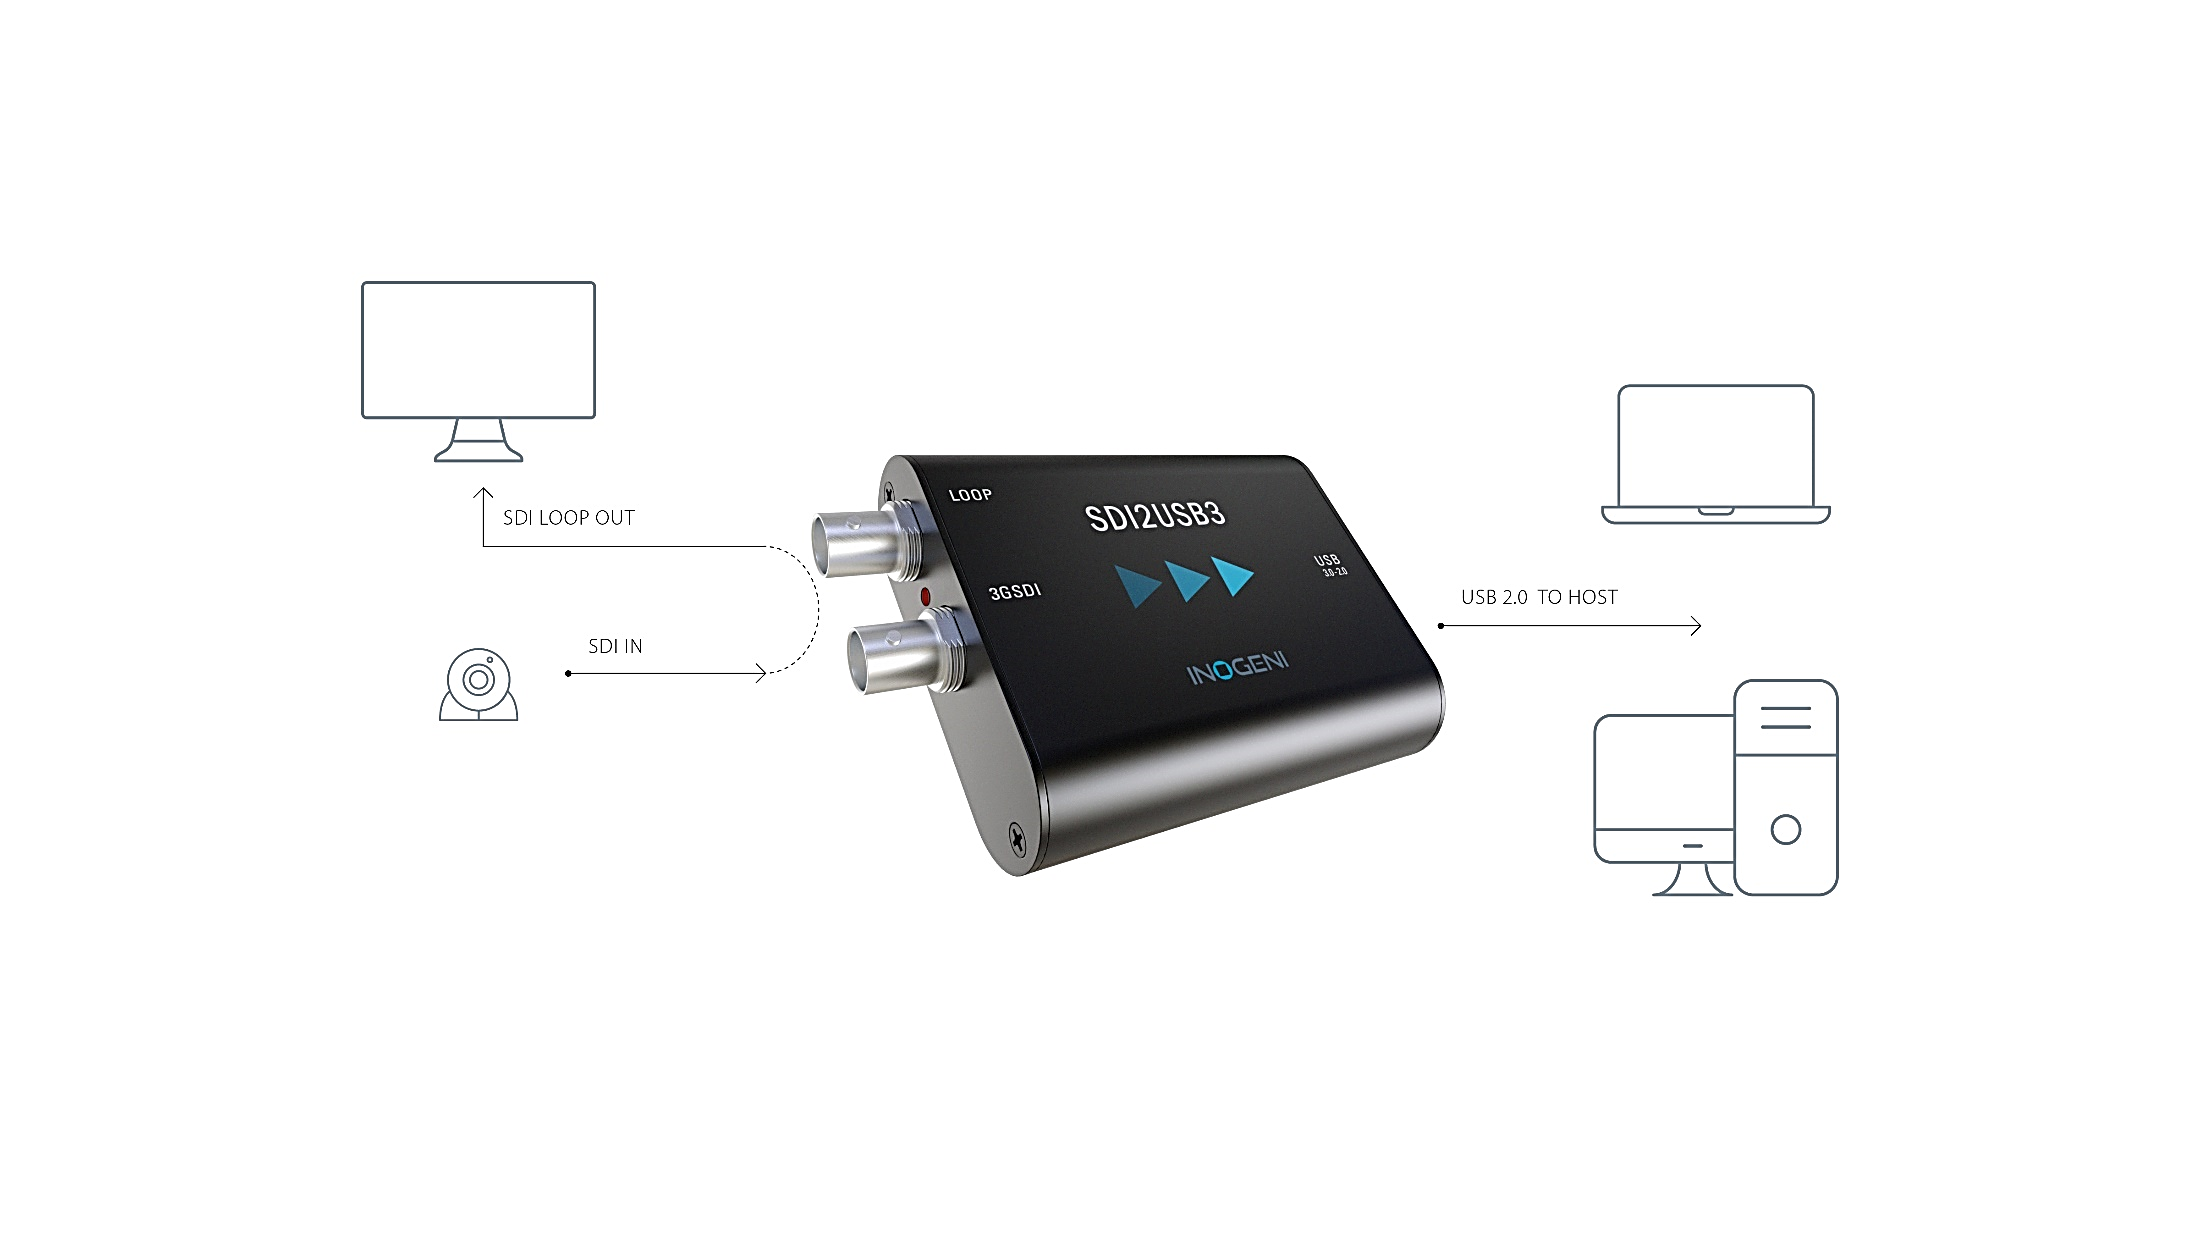 SDI LOOP OUT
SDI IN
LOOP
3GSDI
SDI2USB3
USB
3.0-2.0
INOGENI
USB 2.0 TO HOST